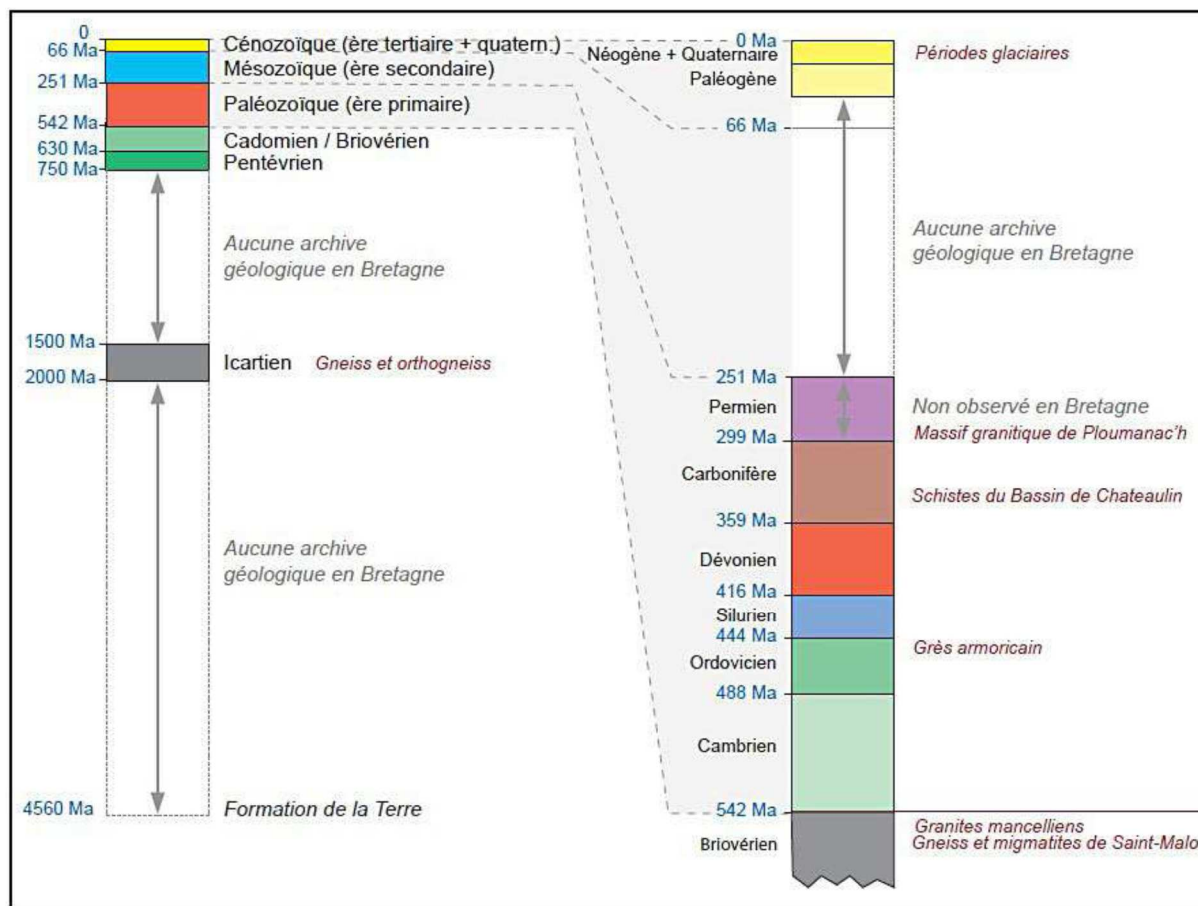 0
66 Ma
251 Ma
542 Ma
630 Ma
750 Ma
1500 Ma
2000 Ma
4560 Ma
Cénozoïque (ère tertiaire + quatern.)
Mésozoïque (ère secondaire)
Paléozoïque (ère primaire)
Cadomien / Briovérien
Pentévrien
Aucune archive
géologique en Bretagne
Icartien Gneiss et orthogneiss
Aucune archive
géologique en Bretagne
Formation de la Terre
0 Ma
Néogène + Quaternaire
Paléogène
66 Ma
251 Ma
Permien
299 Ma
Carbonifère
359 Ma
Dévonien
416 Ma
Silurien
444 Ma
Ordovicien
488 Ma
Cambrien
542 Ma
Briovérien
Périodes glaciaires
Aucune archive
géologique en Bretagne
Non observé en Bretagne
Massif granitique de Ploumanac'h
Schistes du Bassin de Chateaulin
Grès armoricain
Granites mancelliens
Gneiss et migmatites de Saint-Malo